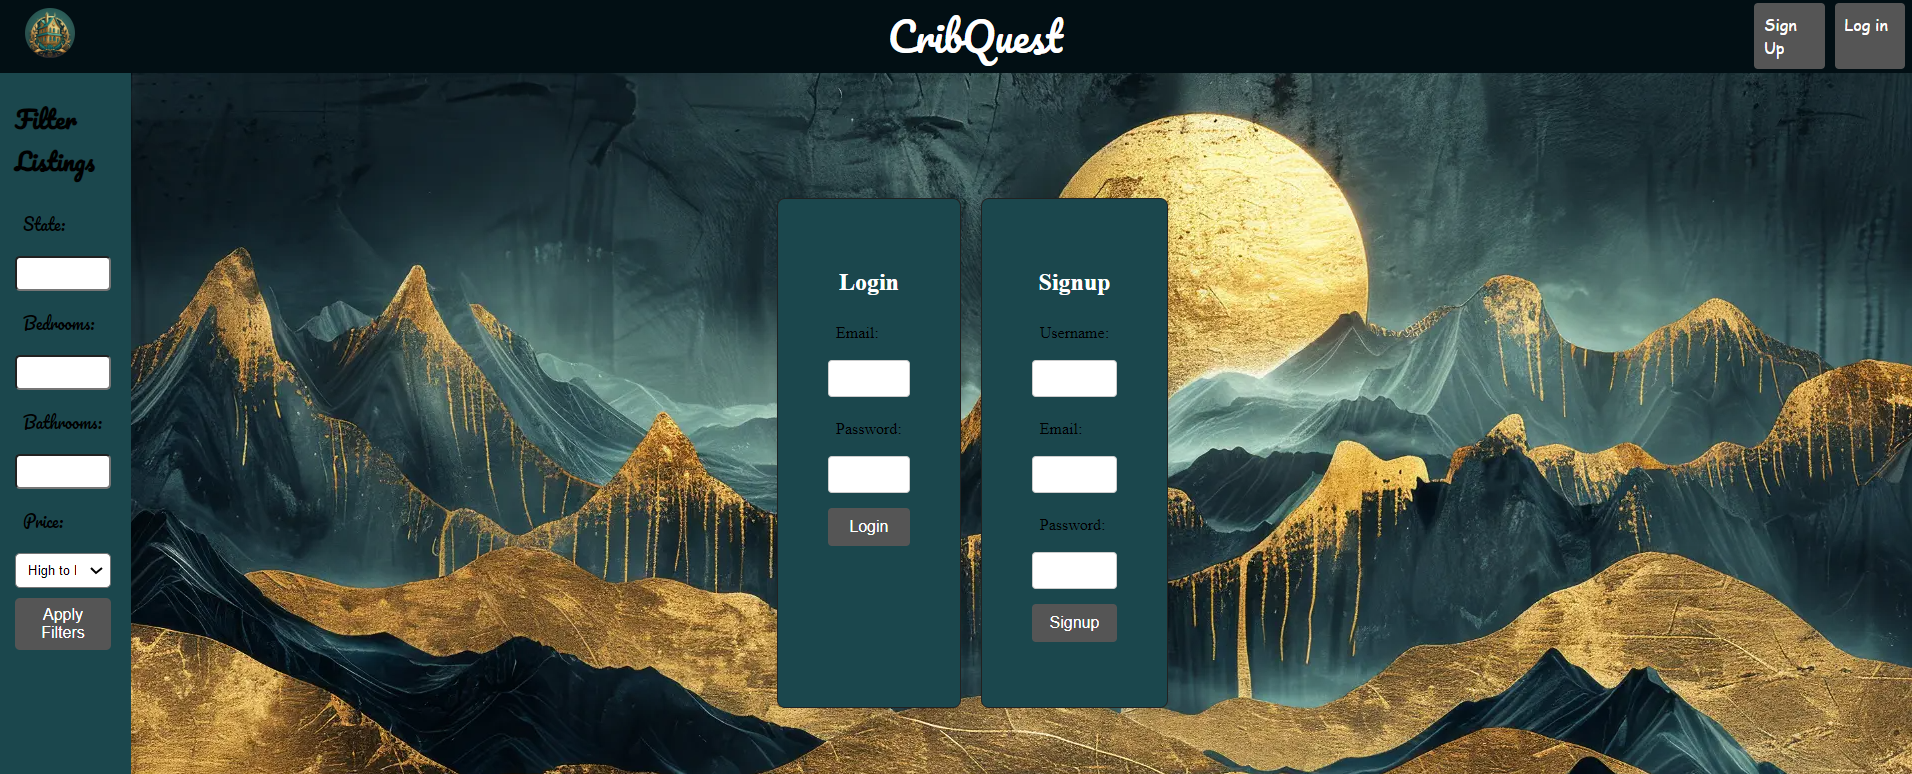 CribQuest
Sign
Up
Log in
Filter
Listings
State:
Bedrooms:
Bathrooms:
Price:
High to l
Apply
Filters
Login
Email:
Password:
Login
Signup
Username:
Email:
Password:
Signup